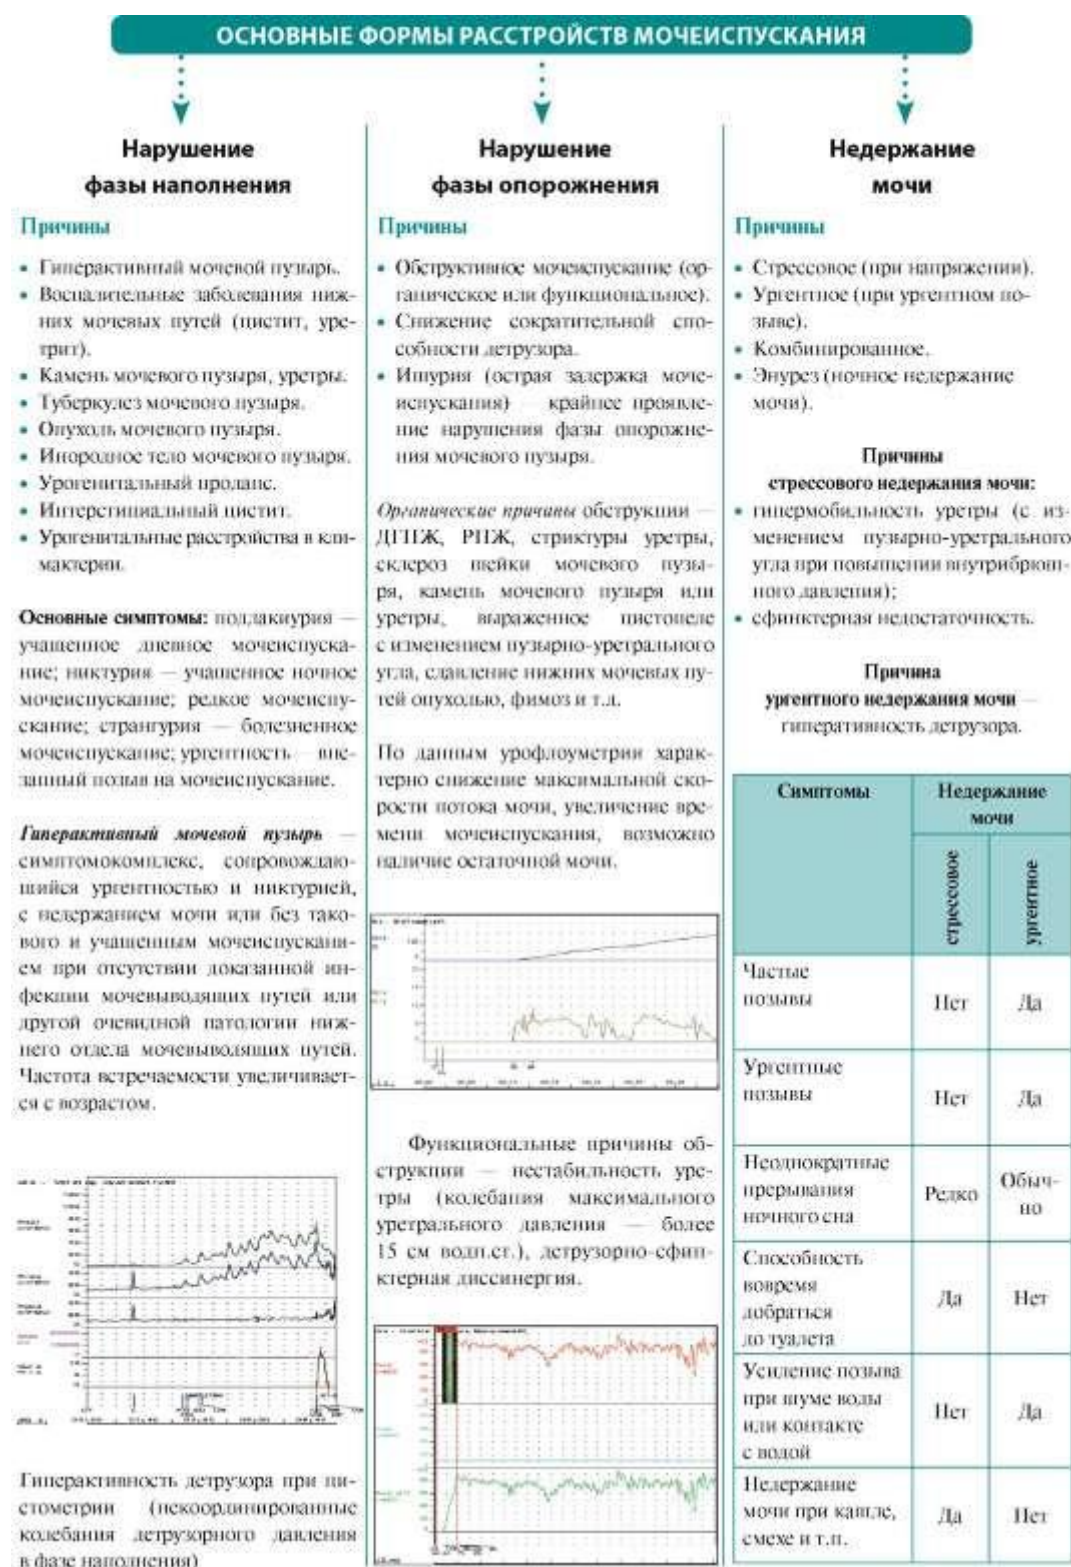 ОСНОВНЫЕ ФОРМЫ РАССТРОЙСТВ МОЧЕИСПУСКАНИЯ
Нарушение
фазы наполнения
Причины
• Гиперактивный мочевой пузырь.
• Воспалительные заболевания ниж-
них мочевых путей (цистит, уре-
трит).
• Камень мочевого пузыря, уретры.
• Туберкулез мочевого пузыря.
• Опухоль мочевого пузыря.
• Инородное тело мочевого пузыря.
• Урогенитальный пролапс.
• Интерстициальный цистит.
• Урогенитальные расстройства в кли-
мактерии.
Основные симптомы: поллакиурия —
учащенное дневное мочеиспуска-
ние; никтурия — учащенное ночное
мочеиспускание; редкое мочеиспу-
скание; странгурия — болезненное
мочеиспускание; ургентность — вне-
запный позыв на мочеиспускание.
Гиперактивный мочевой пузырь —
симптомокомплекс, сопровождаю-
щийся ургентностью и никтурией,
с недержанием мочи или без тако-
вого и учащенным мочеиспускани-
ем при отсутствии доказанной ин-
фекции мочевыводящих путей или
другой очевидной патологии ниж-
него отдела мочевыводящих путей.
Частота встречаемости увеличивает-
ся с возрастом.
Гиперактивность детрузора при ци-
стометрии (нескоординированные
колебания детрузорного давления
в фазе наполнения)
Нарушение
фазы опорожнения
Причины
• Обструктивное мочеиспускание (ор-
ганическое или функциональное).
• Снижение сократительной спо-
собности детрузора.
• Ишурия (острая задержка моче-
испускания) — крайнее проявле-
ние нарушения фазы опорожне-
ния мочевого пузыря.
Органические причины обструкции —
ДГПЖ, РПЖ, стриктуры уретры,
склероз шейки мочевого пузы-
ря, камень мочевого пузыря или
уретры, выраженное цистоцеле
с изменением пузырно-уретрального
угла, сдавление нижних мочевых пу-
тей опухолью, фимоз и т.д.
По данным урофлоуметрии харак-
терно снижение максимальной ско-
рости потока мочи, увеличение вре-
мени мочеиспускания, возможно
наличие остаточной мочи.
Функциональные причины об-
струкции — нестабильность уре-
тры (колебания максимального
уретрального давления — более
15 см водн.ст.), детрузорно-сфин-
ктерная диссинергия.
Недержание
мочи
Причины
• Стрессовое (при напряжении).
• Ургентное (при ургентном по-
зыве).
• Комбинированное.
• Энурез (ночное недержание
мочи).
Причины
стрессового недержания мочи:
• гипермобильность уретры (с из-
менением пузырно-уретрального
угла при повышении внутрибрюш-
ного давления);
• сфинктерная недостаточность.
Причина
ургентного недержания мочи —
гиперативность детрузора.
Симптомы Недержание
мочи
стрессовое ургентное
Частые
позывы Нет Да
Ургентные
позывы Нет Да
Неоднократные
прерывания Редко Обыч-
ночного сна но
Способность
вовремя
добраться Да Нет
до туалета
Усиление позыва
при шуме воды Нет Да
или контакте
с водой
Недержание
мочи при кашле, Да Нет
смехе и т.п.